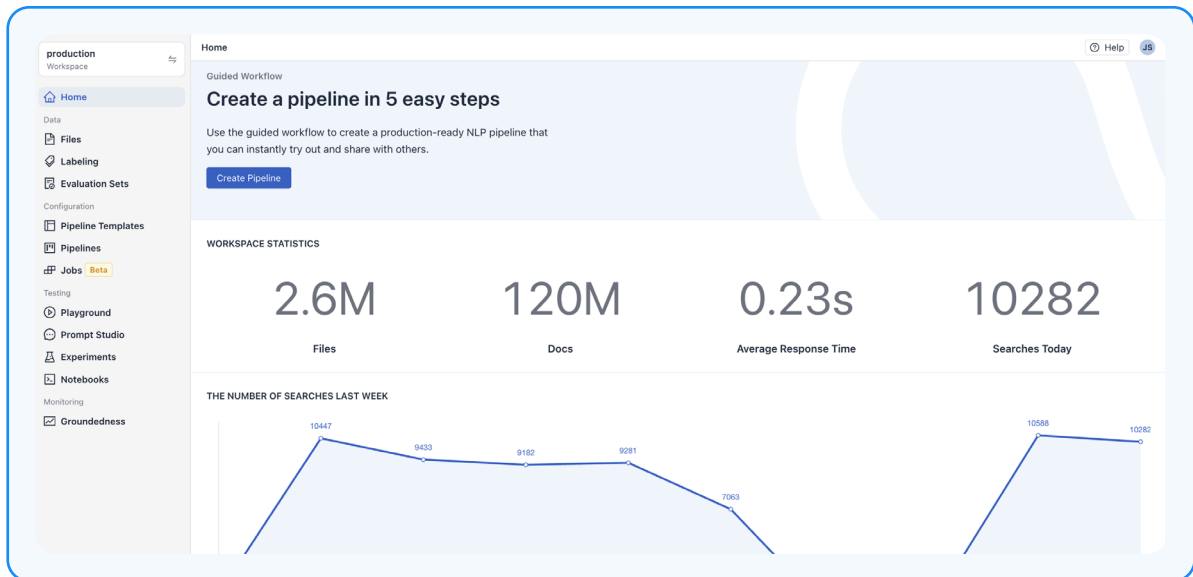 production
Workspace
Home
Data
Files
Labeling
Evaluation Sets
Configuration
Pipeline Templates
Pipelines
Jobs Beta
Testing
Playground
Prompt Studio
Experiments
Notebooks
Monitoring
Groundedness
Home
Help JS
Guided Workflow
Create a pipeline in 5 easy steps
Use the guided workflow to create a production-ready NLP pipeline that
you can instantly try out and share with others.
Create Pipeline
WORKSPACE STATISTICS
2.6M 120M 0.23s 10282
Files Docs Average Response Time Searches Today
THE NUMBER OF SEARCHES LAST WEEK
10447 9433 9182 9281 7063 10588 10282